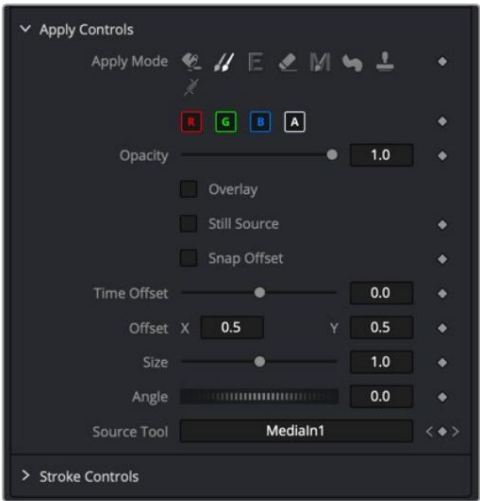 Apply Controls
Apply Mode
R G B A
Opacity 1.0
Overlay
Still Source
Snap Offset
Time Offset 0.0
Offset X 0.5 Y 0.5
Size 1.0
Angle 0.0
Source Tool MediaIn1
Stroke Controls